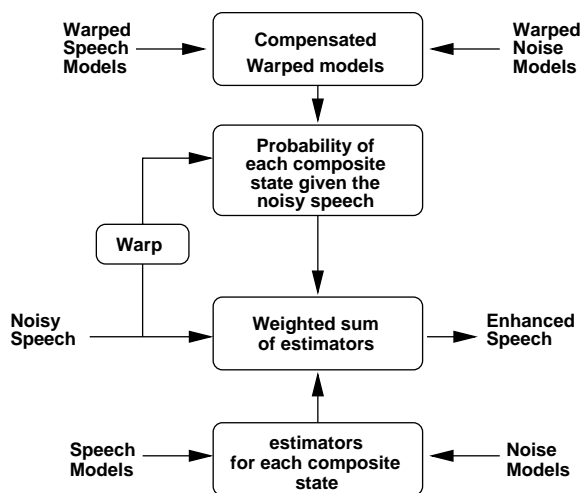 Warped
Speech
Models
Compensated
Warped models
Warped
Noise
Models
Probability of
each composite
state given the
noisy speech
Warp
Noisy
Speech
Weighted sum
of estimators
Enhanced
Speech
Speech
Models
estimators
for each composite
state
Noise
Models